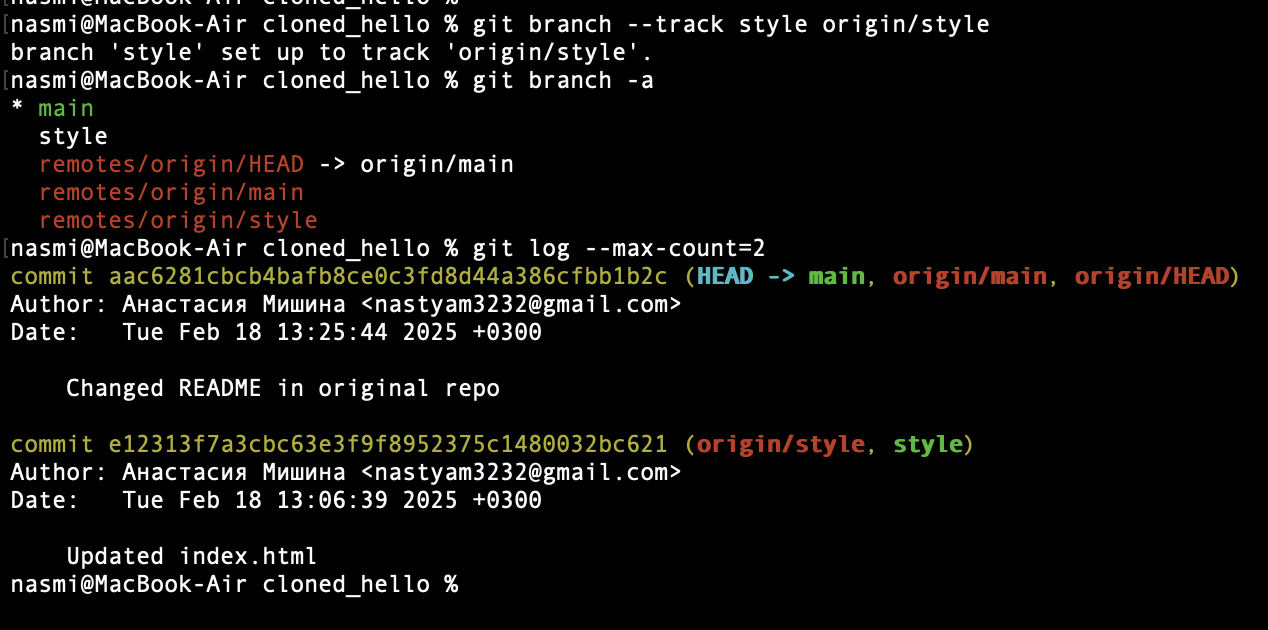 nasmi@MacBook-Air cloned_hello %
[nasmi@MacBook-Air cloned_hello % git branch --track style origin/style
branch 'style' set up to track 'origin/style'.
[nasmi@MacBook-Air cloned_hello % git branch -a
* main
  style
  remotes/origin/HEAD -> origin/main
  remotes/origin/main
  remotes/origin/style
[nasmi@MacBook-Air cloned_hello % git log --max-count=2
commit aac6281cbcb4bafb8ce0c3fd8d44a386cfbb1b2c (HEAD -> main, origin/main, origin/HEAD)
Author: Анастасия Мишина <nastyam3232@gmail.com>
Date:   Tue Feb 18 13:25:44 2025 +0300

    Changed README in original repo

commit e12313f7a3cbc63e3f9f8952375c1480032bc621 (origin/style, style)
Author: Анастасия Мишина <nastyam3232@gmail.com>
Date:   Tue Feb 18 13:06:39 2025 +0300

    Updated index.html
nasmi@MacBook-Air cloned_hello %